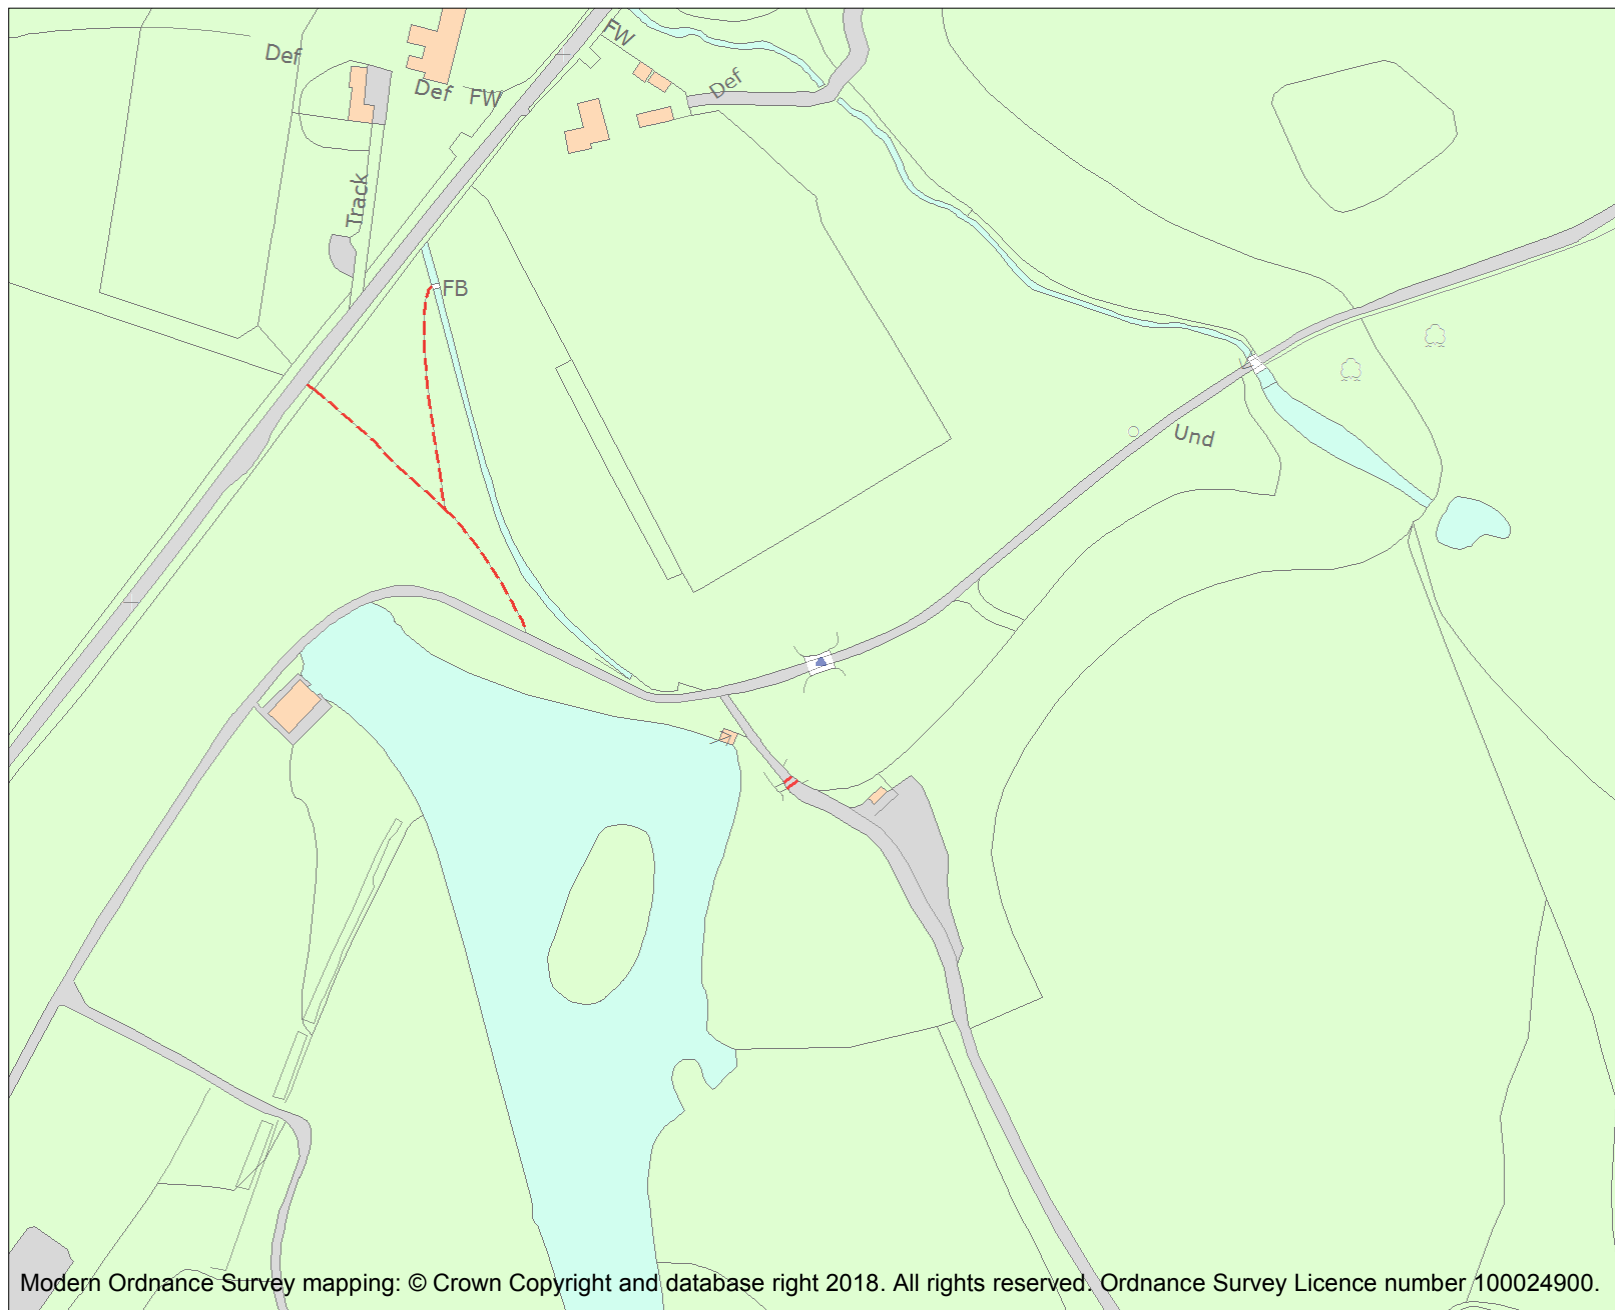 FW
Def
Def FW
Def
Track
FB
Und
Modern Ordnance Survey mapping: © Crown Copyright and database right 2018. All rights reserved. Ordnance Survey Licence number 100024900.